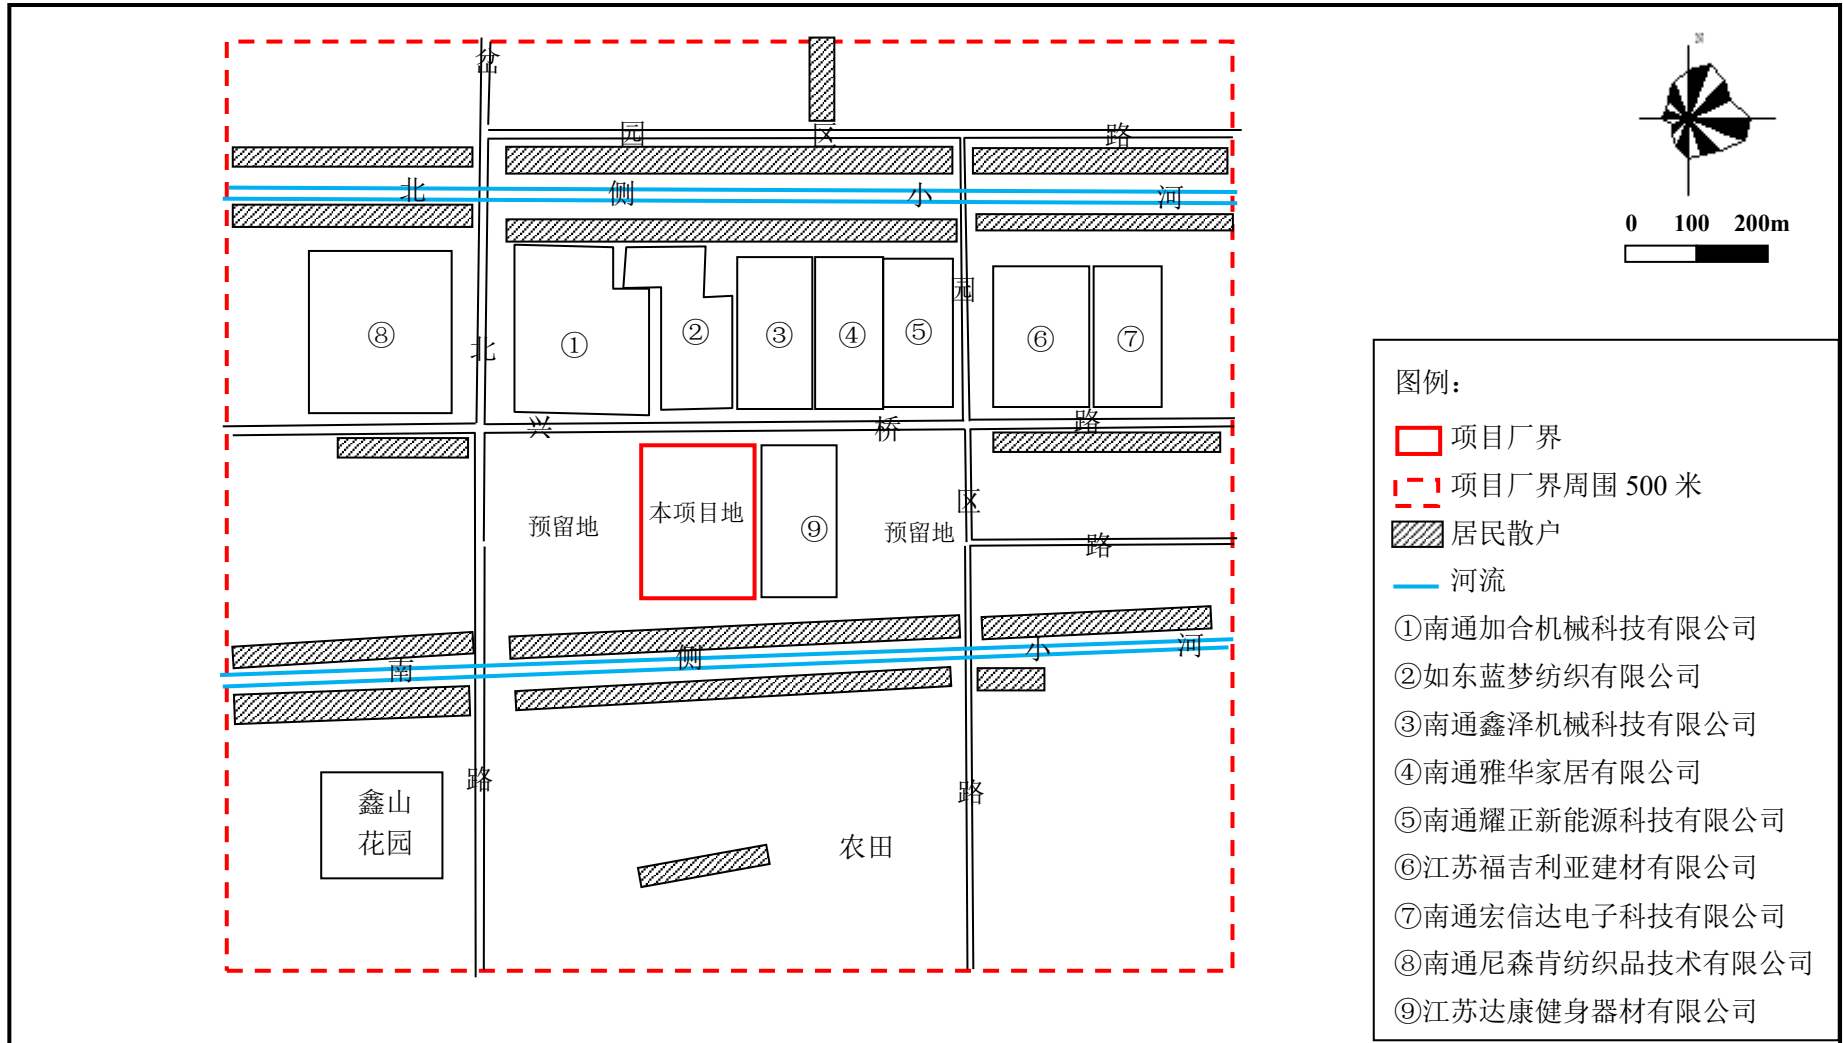 岔
北
路
园
区
路
北
侧
小
河
N
0 100 200m
⑧
①
②
③
④
⑤
⑥
⑦
园
区
路
兴
桥
路
预留地
本项目地
⑨
预留地
路
南
侧
小
河
鑫山
花园
农田
图例：
项目厂界
项目厂界周围 500 米
居民散户
河流
①南通加合机械科技有限公司
②如东蓝梦纺织有限公司
③南通鑫泽机械科技有限公司
④南通雅华家居有限公司
⑤南通耀正新能源科技有限公司
⑥江苏福吉利亚建材有限公司
⑦南通宏信达电子科技有限公司
⑧南通尼森肯纺织品技术有限公司
⑨江苏达康健身器材有限公司